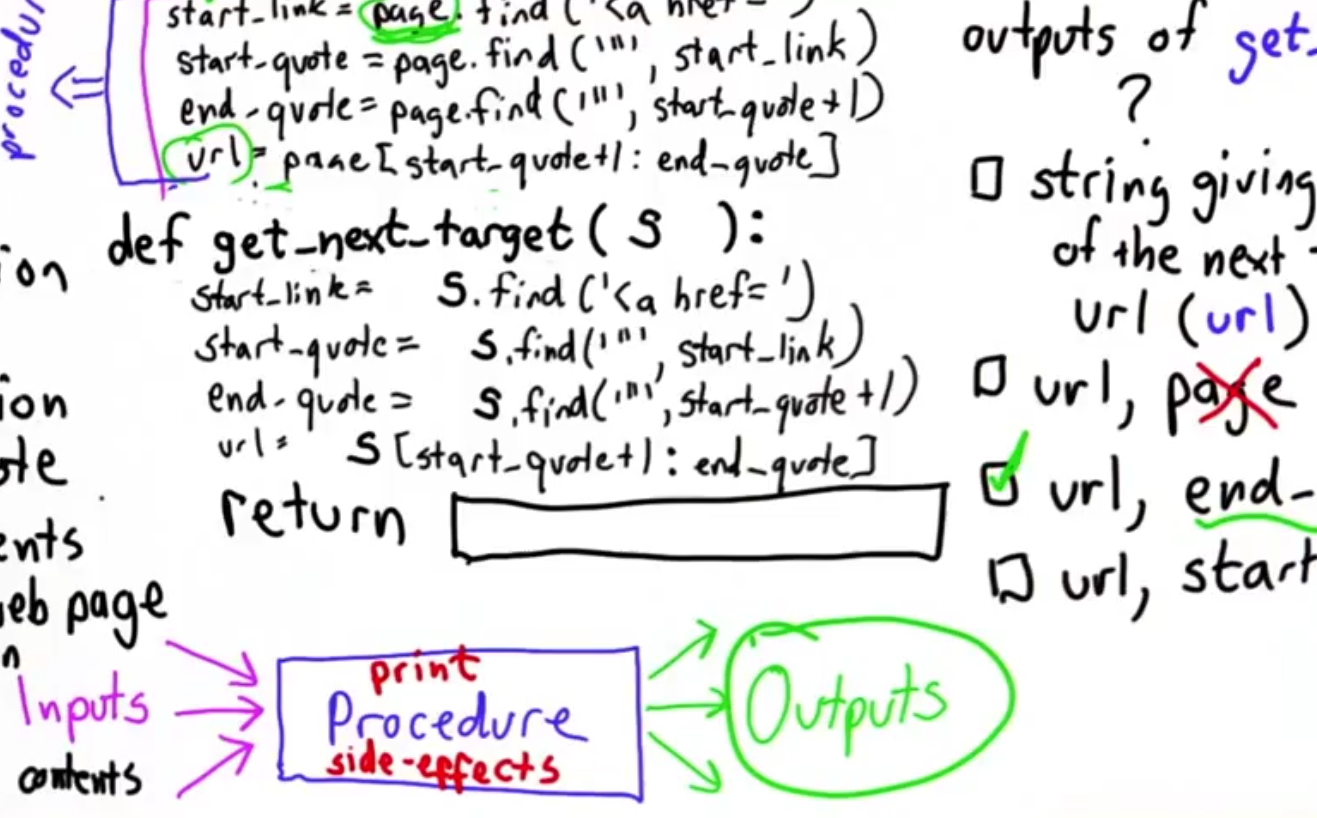 procedur
start_link = page. find ('<a href=')
start_quote = page.find ('"', start_link)
end_quote = page.find ('"', start_quote+1)
url = page [start_quote+1: end_quote]
def get_next_target( S ):
start_link = S.find ('<a href=')
start_quote = S.find('"', start_link)
end_quote = S.find('"', start_quote+1)
url = S [start_quote+1: end_quote]
return
ion
ion
ote
ents
eb page
n
Inputs
contents
print
Procedure
side-effects
Outputs
outputs of get_
?
string giving
of the next
url (url)
url, page
url, end-
url, start